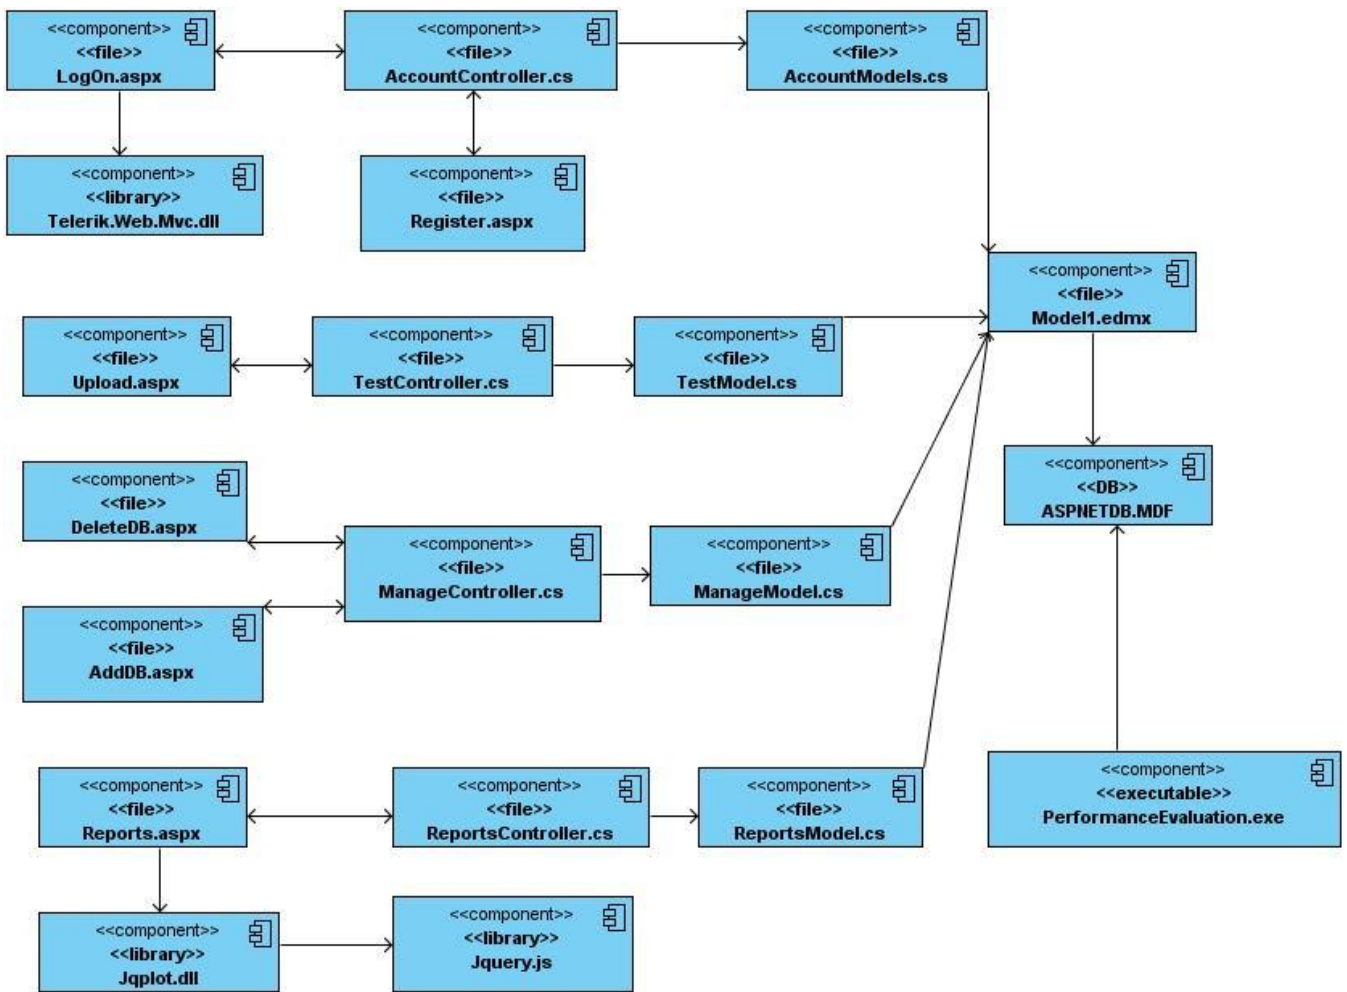 <<component>>
<<file>>
LogOn.aspx
<<component>>
<<file>>
AccountController.cs
<<component>>
<<file>>
AccountModels.cs
<<component>>
<<library>>
Telerik.Web.Mvc.dll
<<component>>
<<file>>
Register.aspx
<<component>>
<<file>>
Model1.edmx
<<component>>
<<file>>
Upload.aspx
<<component>>
<<file>>
TestController.cs
<<component>>
<<file>>
TestModel.cs
<<component>>
<<DB>>
ASPNETDB.MDF
<<component>>
<<file>>
DeleteDB.aspx
<<component>>
<<file>>
ManageController.cs
<<component>>
<<file>>
ManageModel.cs
<<component>>
<<file>>
AddDB.aspx
<<component>>
<<file>>
Reports.aspx
<<component>>
<<file>>
ReportsController.cs
<<component>>
<<file>>
ReportsModel.cs
<<component>>
<<executable>>
PerformanceEvaluation.exe
<<component>>
<<library>>
Jqplot.dll
<<component>>
<<library>>
Jquery.js